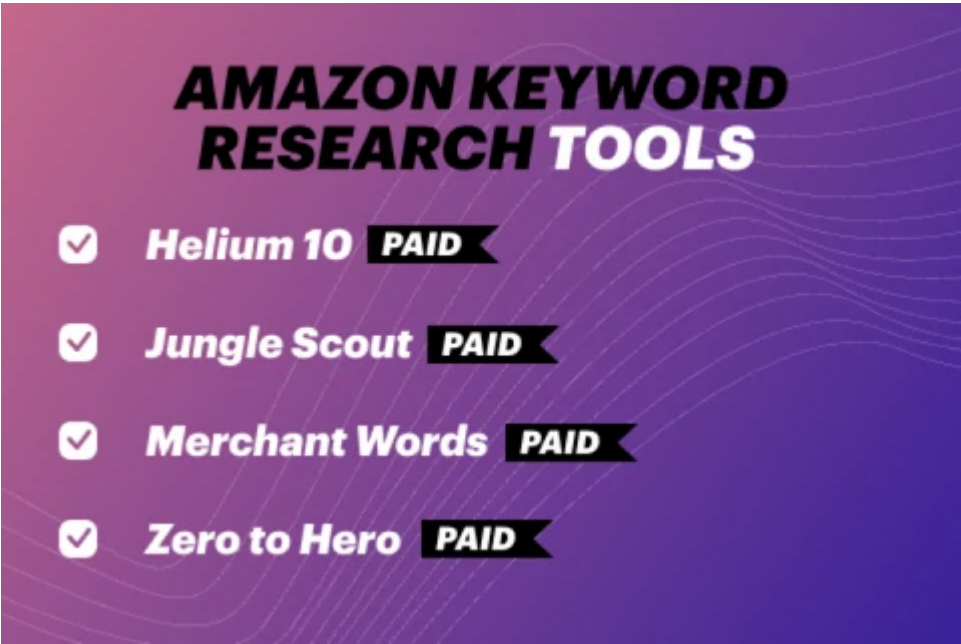 AMAZON KEYWORD
RESEARCH TOOLS
Helium 10 PAID
Jungle Scout PAID
Merchant Words PAID
Zero to Hero PAID